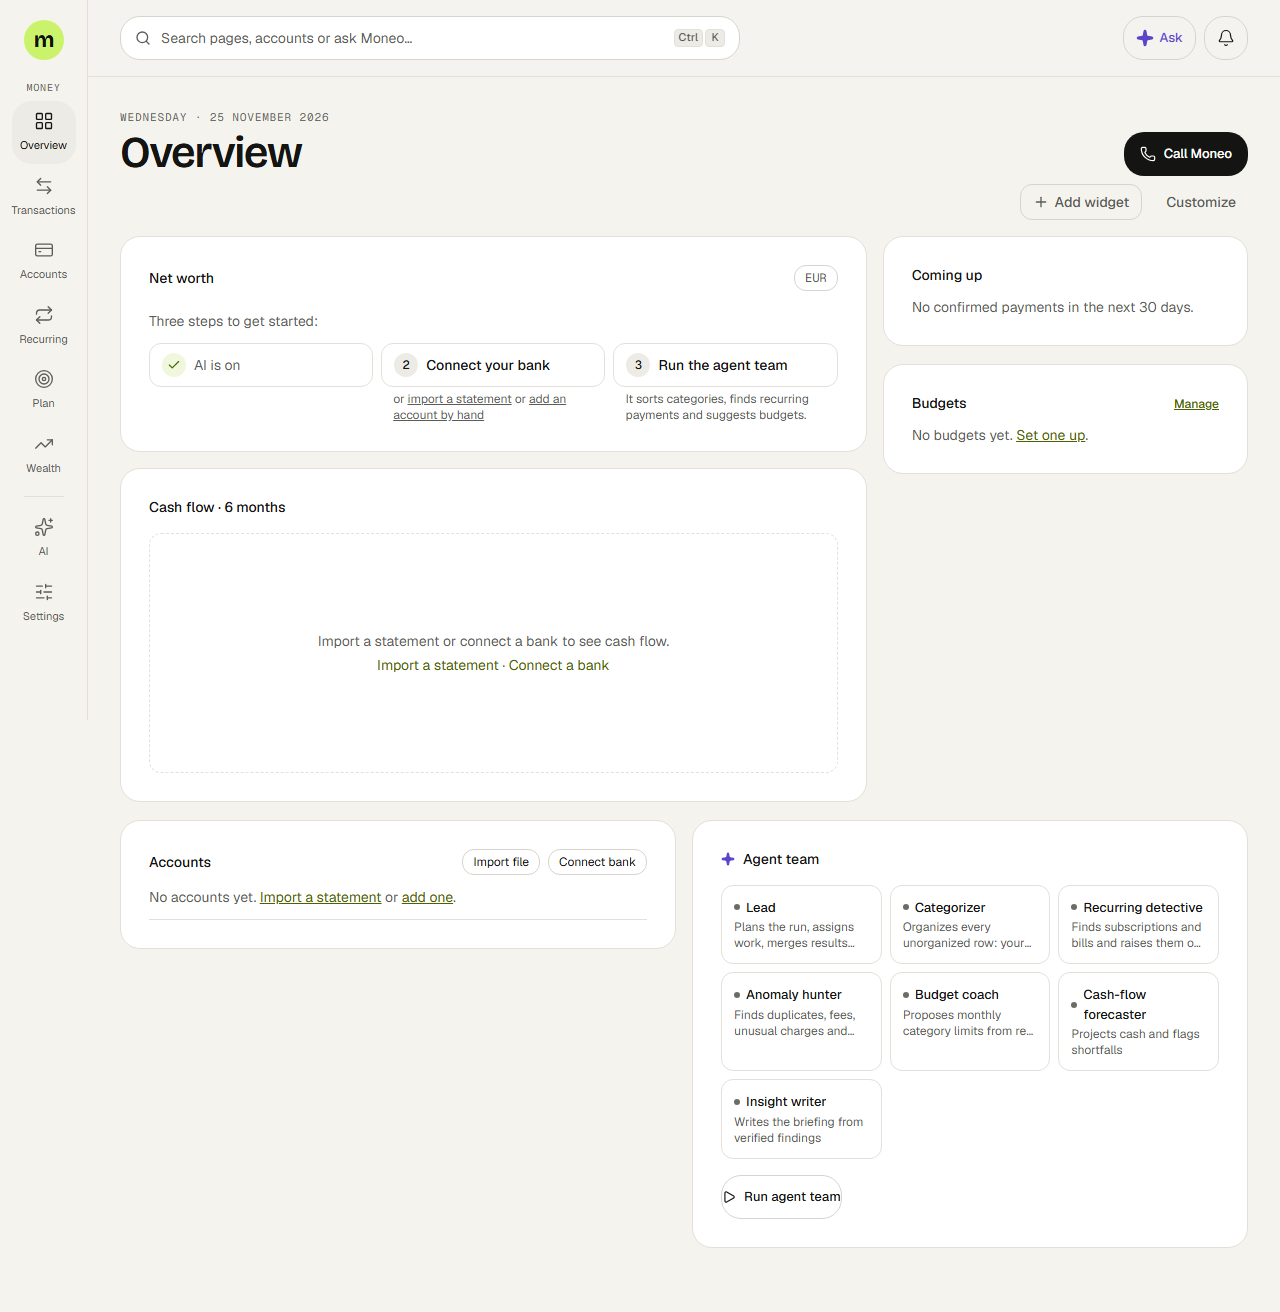 m
Search pages, accounts or ask Moneo...
Ctrl K
Ask
MONEY
Overview
Transactions
Accounts
Recurring
Plan
Wealth
AI
Settings
WEDNESDAY · 25 NOVEMBER 2026
Overview
Call Moneo
Add widget
Customize
Net worth
EUR
Three steps to get started:
AI is on
2 Connect your bank
or import a statement or add an
account by hand
3 Run the agent team
It sorts categories, finds recurring
payments and suggests budgets.
Coming up
No confirmed payments in the next 30 days.
Budgets
Manage
No budgets yet. Set one up.
Cash flow · 6 months
Import a statement or connect a bank to see cash flow.
Import a statement · Connect a bank
Accounts
Import file
Connect bank
No accounts yet. Import a statement or add one.
Agent team
Lead
Plans the run, assigns
work, merges results...
Categorizer
Organizes every
unorganized row: your...
Recurring detective
Finds subscriptions and
bills and raises them o...
Anomaly hunter
Finds duplicates, fees,
unusual charges and...
Budget coach
Proposes monthly
category limits from re...
Cash-flow
forecaster
Projects cash and flags
shortfalls
Insight writer
Writes the briefing from
verified findings
Run agent team